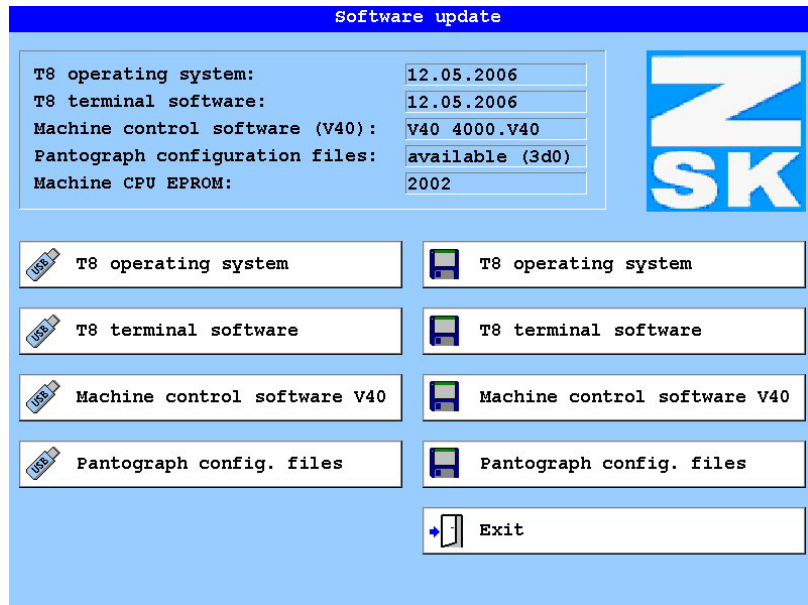 Software update
T8 operating system: 12.05.2006
T8 terminal software: 12.05.2006
Machine control software (V40): V40 4000.V40
Pantograph configuration files: available (3d0)
Machine CPU EPROM: 2002
ZSK
USB T8 operating system
T8 operating system
USB T8 terminal software
T8 terminal software
USB Machine control software V40
Machine control software V40
USB Pantograph config. files
Pantograph config. files
Exit